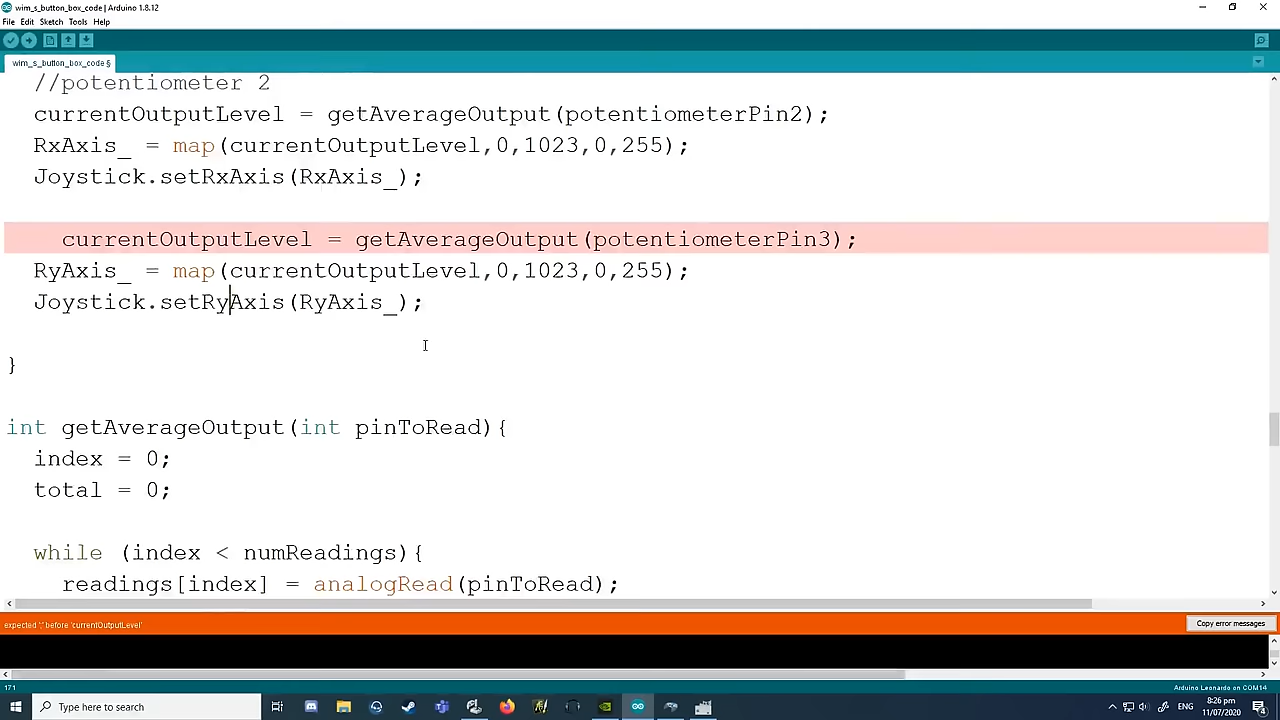 wim_s_button_box_code | Arduino 1.8.12
File Edit Sketch Tools Help
wim_s_button_box_code §
//potentiometer 2
currentOutputLevel = getAverageOutput(potentiometerPin2);
RxAxis_ = map(currentOutputLevel,0,1023,0,255);
Joystick.setRxAxis(RxAxis_);
currentOutputLevel = getAverageOutput(potentiometerPin3);
RyAxis_ = map(currentOutputLevel,0,1023,0,255);
Joystick.setRyAxis(RyAxis_);
}
int getAverageOutput(int pinToRead){
index = 0;
total = 0;
while (index < numReadings){
readings[index] = analogRead(pinToRead);
expected ';' before 'currentOutputLevel'
Copy error messages
171
Arduino Leonardo on COM14
Type here to search
ENG
8:26 pm
11/07/2020